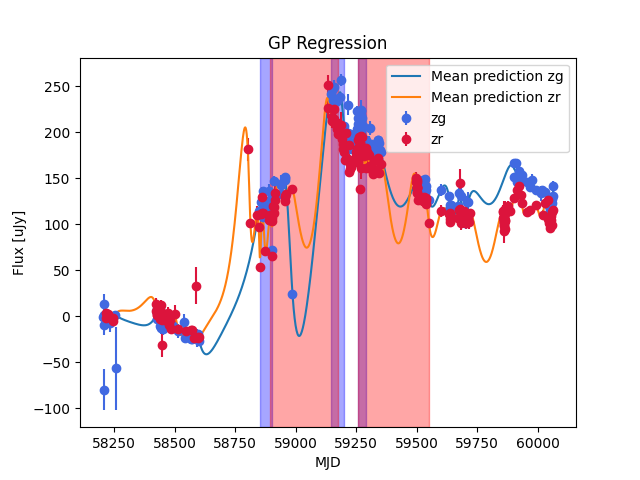 GP Regression
Mean prediction zg
Mean prediction zr
zg
zr
250
200
150
100
50
0
−50
−100
Flux [uJy]
58250 58500 58750 59000 59250 59500 59750 60000
MJD